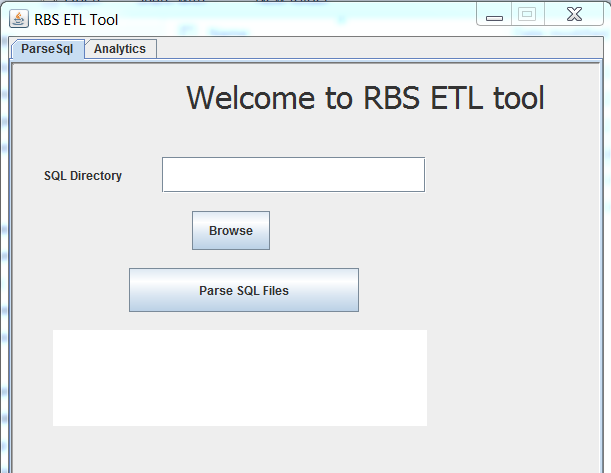 RBS ETL Tool
ParseSql Analytics
Welcome to RBS ETL tool
SQL Directory
Browse
Parse SQL Files